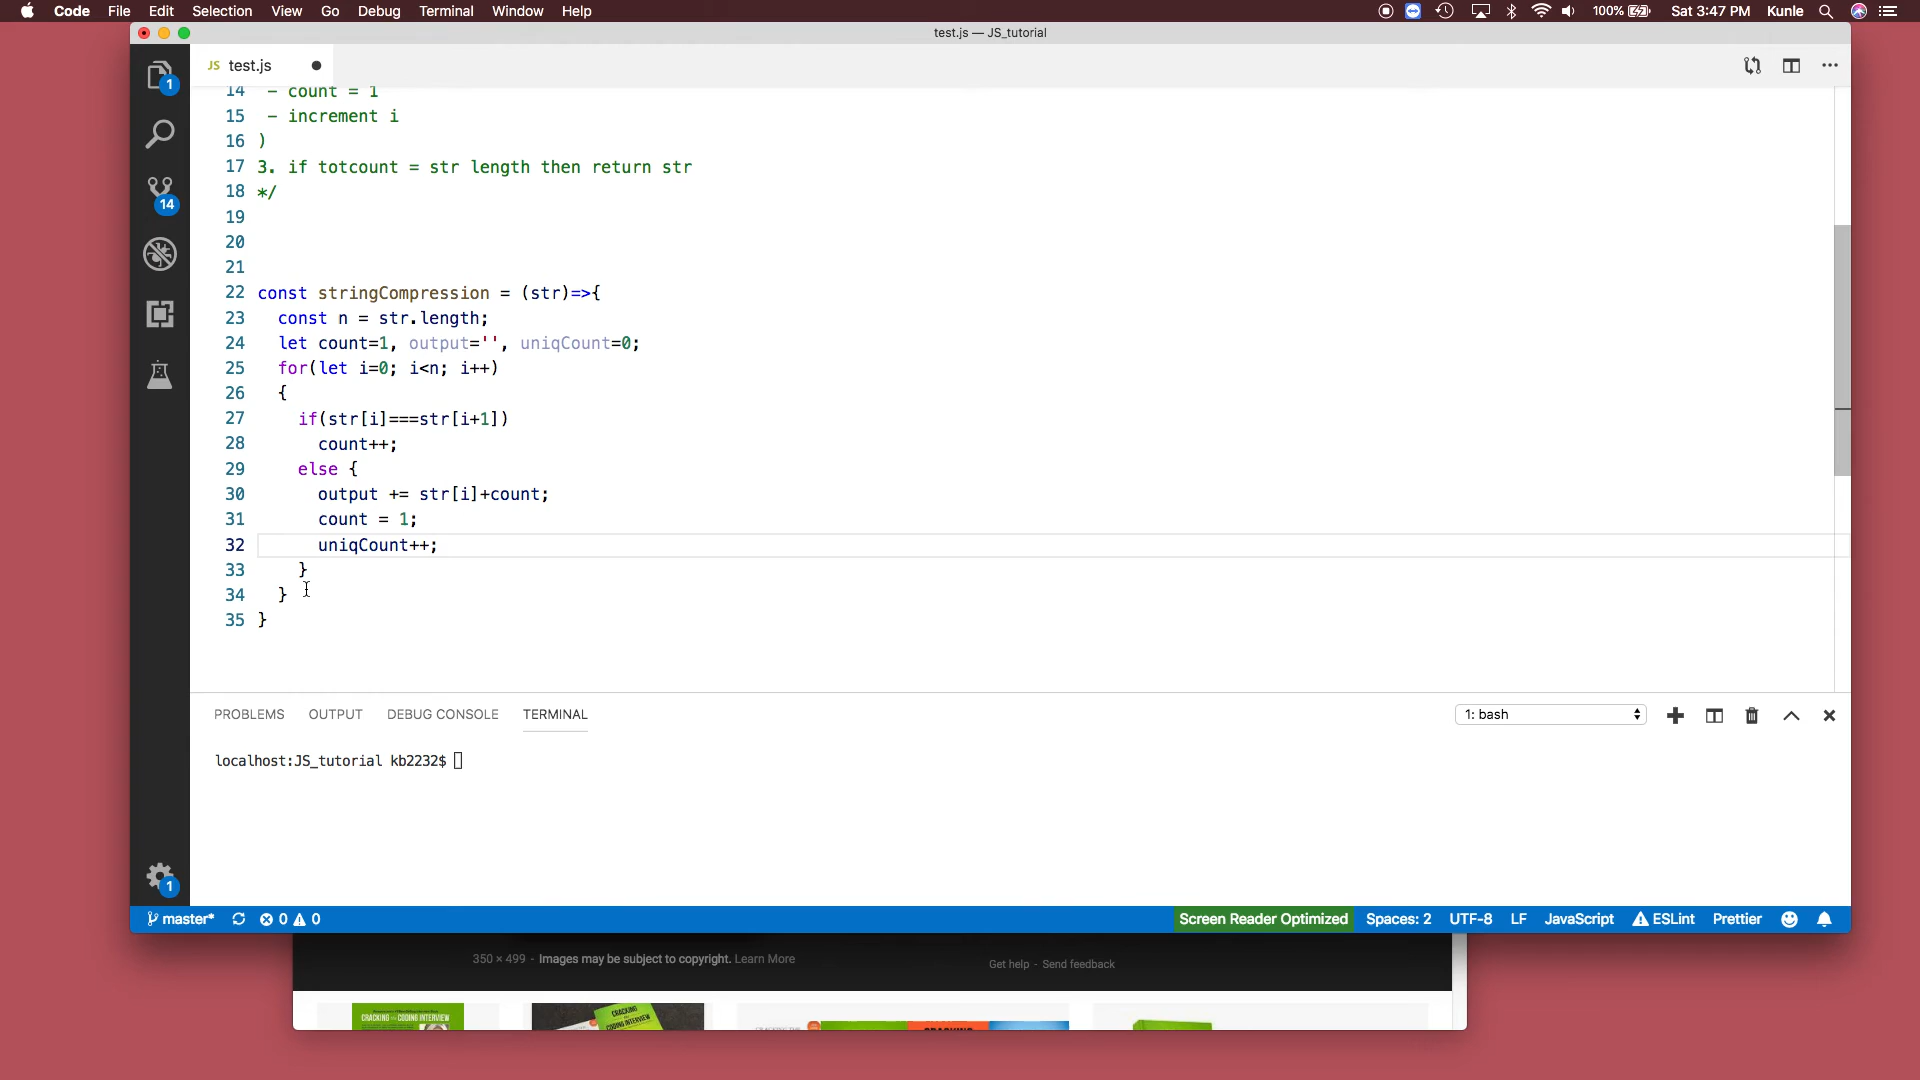 Code File Edit Selection View Go Debug Terminal Window Help 100% Sat 3:47 PM Kunle
test.js — JS_tutorial
JS test.js
1
14
1
14 - count = 1
15 - increment i
16 )
17 3. if totcount = str length then return str
18 */
19
20
21
22 const stringCompression = (str)=>{
23 const n = str.length;
24 let count=1, output='', uniqCount=0;
25 for(let i=0; i<n; i++)
26 {
27 if(str[i]===str[i+1])
28 count++;
29 else {
30 output += str[i]+count;
31 count = 1;
32 uniqCount++;
33 }
34 }
35 }
PROBLEMS OUTPUT DEBUG CONSOLE TERMINAL 1: bash
localhost:JS_tutorial kb2232$
master* 0 0 Screen Reader Optimized Spaces: 2 UTF-8 LF JavaScript ESLint Prettier
350 × 499 - Images may be subject to copyright. Learn More
Get help - Send feedback
CRACKING THE CODING INTERVIEW
CRACKING
CODING INTERVIEW
CRACKING